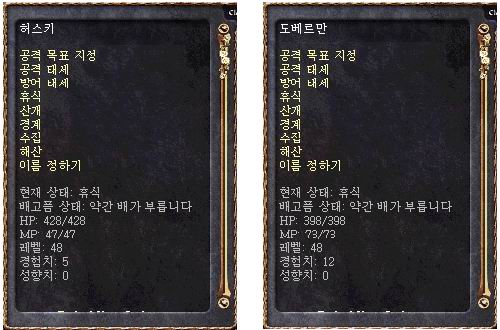 허스키
공격 목표 지정
공격 태세
방어 태세
휴식
산개
경계
수집
해산
이름 정하기
현재 상태: 휴식
배고픔 상태: 약간 배가 부릅니다
HP: 428/428
MP: 47/47
레벨: 48
경험치: 5
성향치: 0
도베르만
공격 목표 지정
공격 태세
방어 태세
휴식
산개
경계
수집
해산
이름 정하기
현재 상태: 휴식
배고픔 상태: 약간 배가 부릅니다
HP: 398/398
MP: 73/73
레벨: 48
경험치: 12
성향치: 0